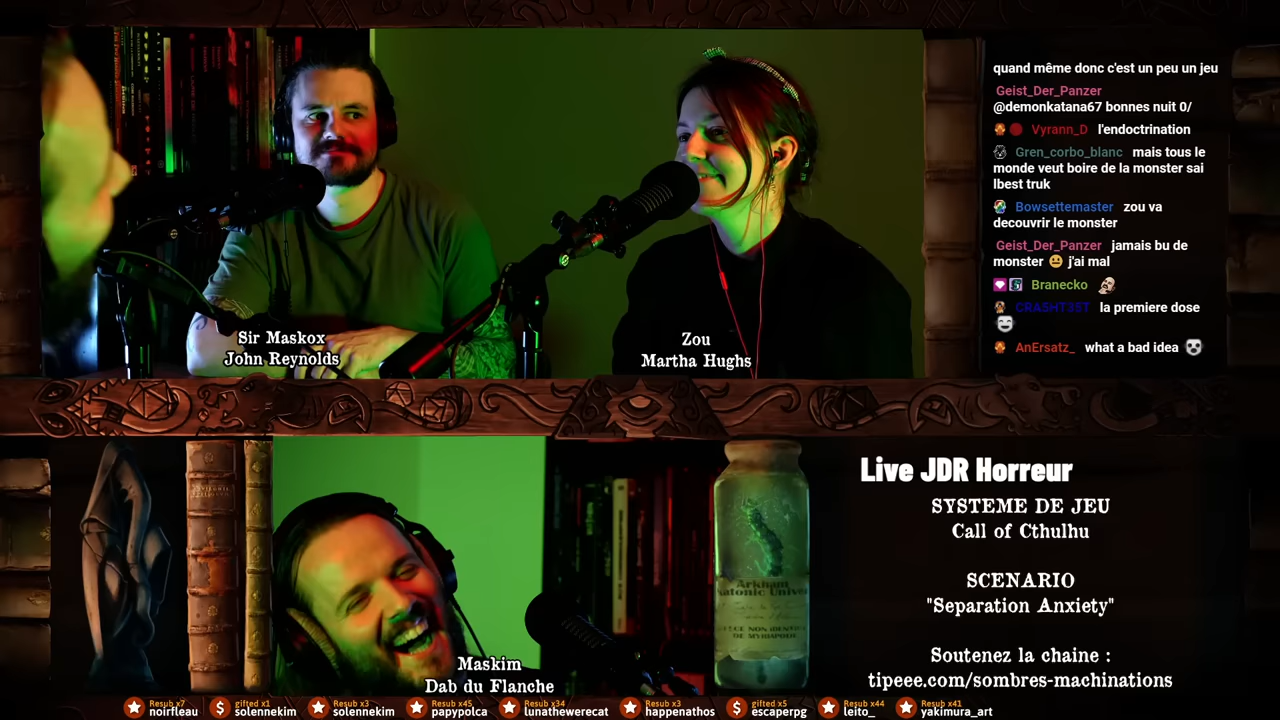 quand même donc c'est un peu un jeu
Geist_Der_Panzer
@demonkatana67 bonnes nuit 0/
Vyrann_D l'endoctrination
Gren_corbo_blanc mais tous le
monde veut boire de la monster sai
lbest truk
Bowsettemaster zou va
decouvrir le monster
Geist_Der_Panzer jamais bu de
monster j'ai mal
Branecko
CRASHT3ST la premiere dose
AnErsatz_ what a bad idea
Sir Maskox
John Reynolds
Zou
Martha Hughs
Maskim
Dab du Flanche
Arkham
Live JDR Horreur
SYSTEME DE JEU
Call of Cthulhu
SCENARIO
"Separation Anxiety"
Soutenez la chaine :
tipeee.com/sombres-machinations
Resub x7
noirfleau
gifted x1
solennekim
Resub x3
solennekim
Resub x45
papypolca
Resub x34
lunathewerecat
Resub x3
happenathos
gifted x5
escaperpg
Resub x44
leito_
Resub x41
yakimura_art